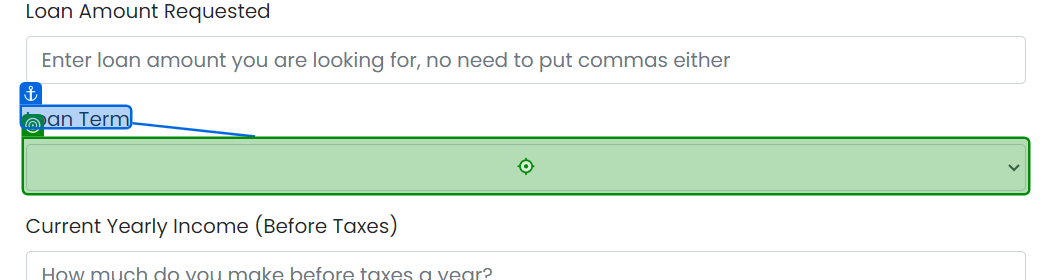 Loan Amount Requested
Enter loan amount you are looking for, no need to put commas either
Loan Term
Current Yearly Income (Before Taxes)
How much do you make before taxes a year?